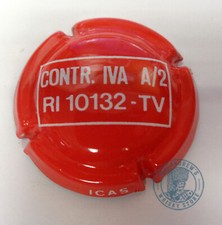 CONTR. IVA A/2
RI 10132-TV
ICAS